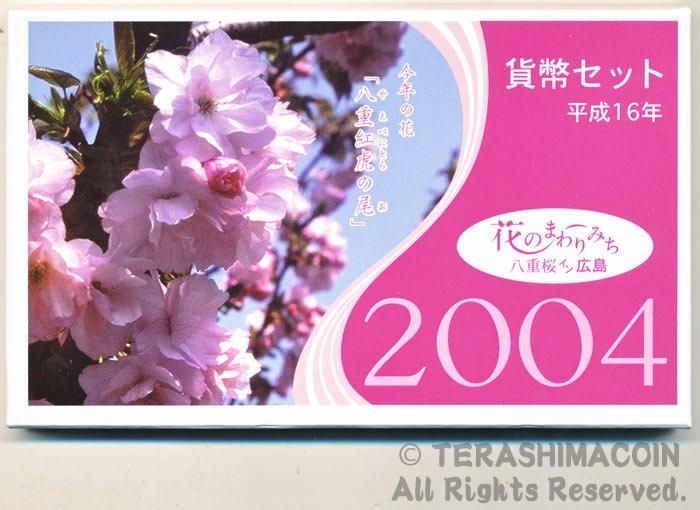 今年の花
「八重紅虎の尾」
やえべにとらのお
貨幣セット
平成16年
花のまわりみち
八重桜イン広島
2004
© TERASHIMACOIN
All Rights Reserved.